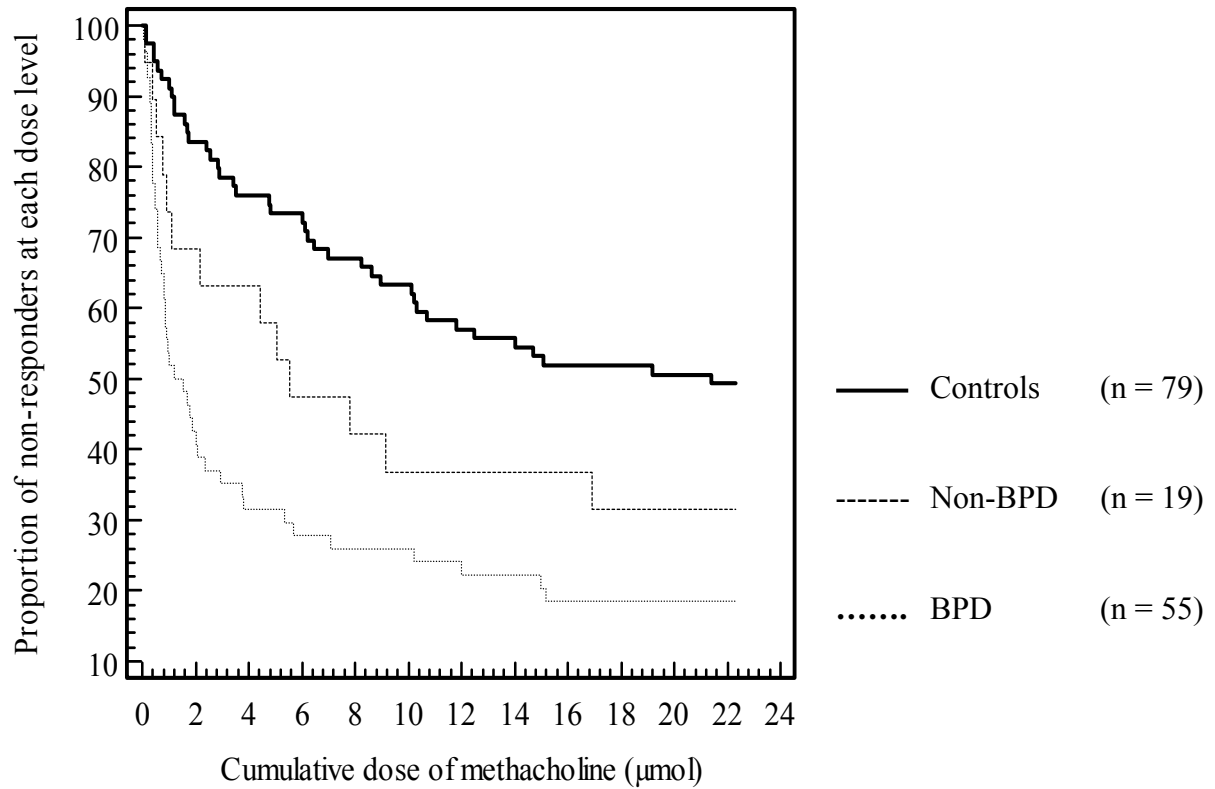 Proportion of non-responders at each dose level
100
90
80
70
60
50
40
30
20
10
0 2 4 6 8 10 12 14 16 18 20 22 24
Cumulative dose of methacholine (μmol)
Controls (n = 79)
Non-BPD (n = 19)
BPD (n = 55)